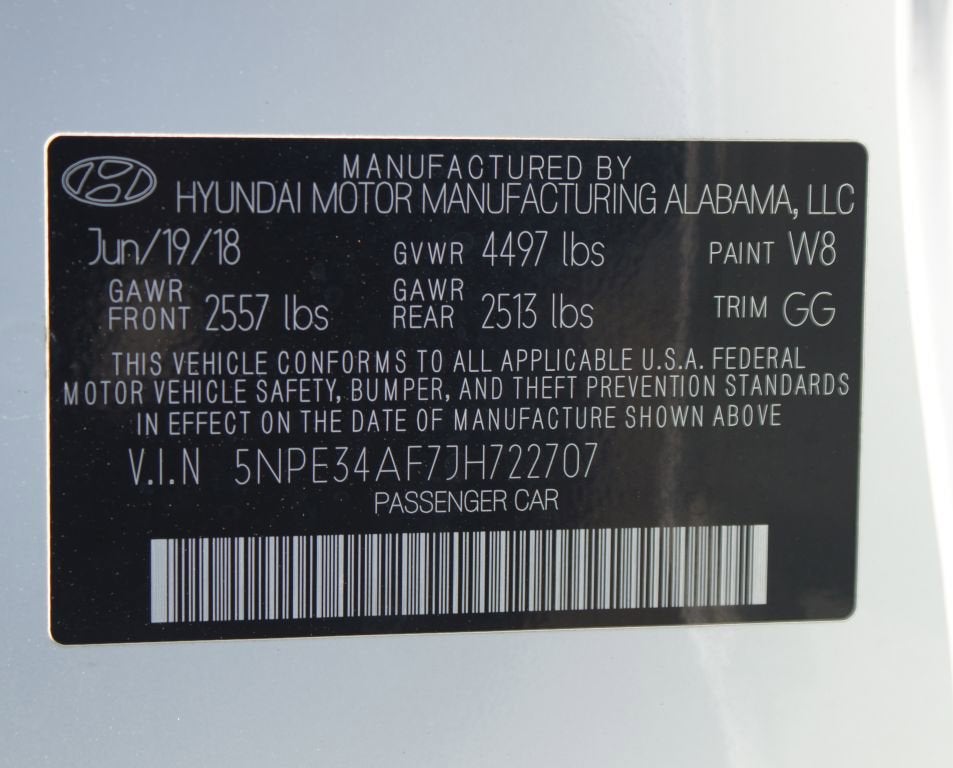 MANUFACTURED BY
HYUNDAI MOTOR MANUFACTURING ALABAMA, LLC
Jun/19/18 GVWR 4497 lbs PAINT W8
GAWR FRONT 2557 lbs GAWR REAR 2513 lbs TRIM GG
THIS VEHICLE CONFORMS TO ALL APPLICABLE U.S.A. FEDERAL
MOTOR VEHICLE SAFETY, BUMPER, AND THEFT PREVENTION STANDARDS
IN EFFECT ON THE DATE OF MANUFACTURE SHOWN ABOVE
V.I.N 5NPE34AF7JH722707
PASSENGER CAR